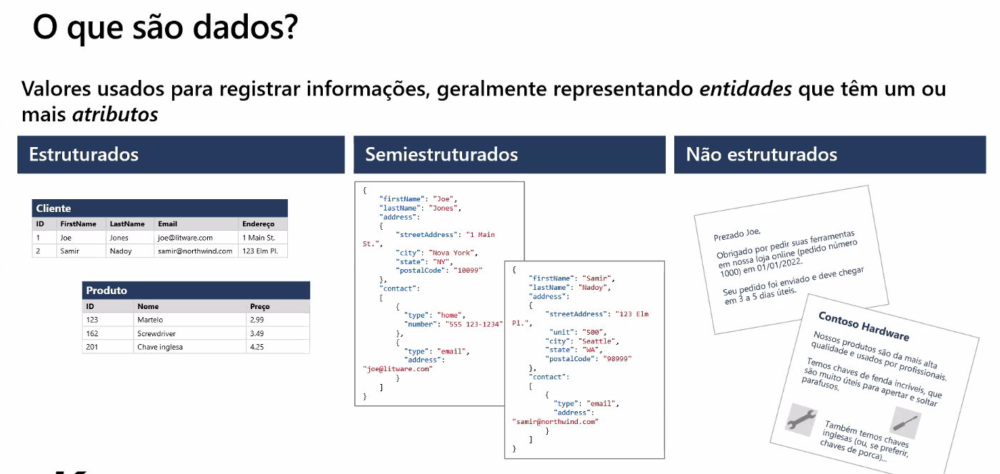 O que são dados?
Valores usados para registrar informações, geralmente representando entidades que têm um ou
mais atributos
Estruturados
Cliente
ID FirstName LastName Email Endereço
1 Joe Jones joe@litware.com 1 Main St.
2 Samir Nadoy samir@northwind.com 123 Elm Pl.
Produto
ID Nome Preço
123 Martelo 2.99
162 Screwdriver 3.49
201 Chave inglesa 4.25
Semiestruturados
{
"firstName": "Joe",
"lastName": "Jones",
"address":
{
"streetAddress": "1 Main
St.",
"city": "Nova York",
"state": "NY",
"postalCode": "10099"
},
"contact":
[
{
"type": "home",
"number": "555 123-1234"
},
{
"type": "email",
"address":
"joe@litware.com"
}
]
}
{
"firstName": "Samir",
"lastName": "Nadoy",
"address":
{
"streetAddress": "123 Elm
Pl.",
"unit": "500",
"city": "Seattle",
"state": "WA",
"postalCode": "98999"
},
"contact":
[
{
"type": "email",
"address":
"samir@northwind.com"
}
]
}
Não estruturados
Prezado Joe,
Obrigado por pedir suas ferramentas
em nossa loja online (pedido número
1000) em 01/01/2022.
Seu pedido foi enviado e deve chegar
em 3 a 5 dias úteis.
Contoso Hardware
Nossos produtos são da mais alta
qualidade e usados por profissionais.
Temos chaves de fenda incríveis, que
são muito úteis para apertar e soltar
parafusos.
Também temos chaves
inglesas (ou, se preferir,
chaves de porca)...